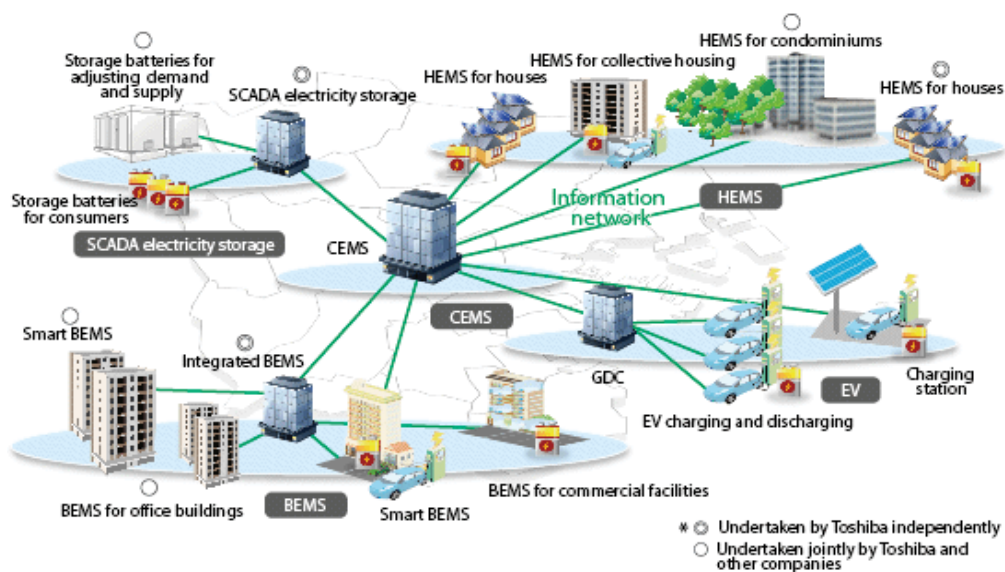 Storage batteries for
adjusting demand
and supply
SCADA electricity storage
HEMS for houses
HEMS for collective housing
HEMS for condominiums
HEMS for houses
Storage batteries
for consumers
SCADA electricity storage
CEMS
Information
network
HEMS
CEMS
Smart BEMS
Integrated BEMS
GDC
EV
Charging
station
EV charging and discharging
BEMS for office buildings
BEMS
Smart BEMS
BEMS for commercial facilities
* ◎ Undertaken by Toshiba independently
○ Undertaken jointly by Toshiba and
other companies